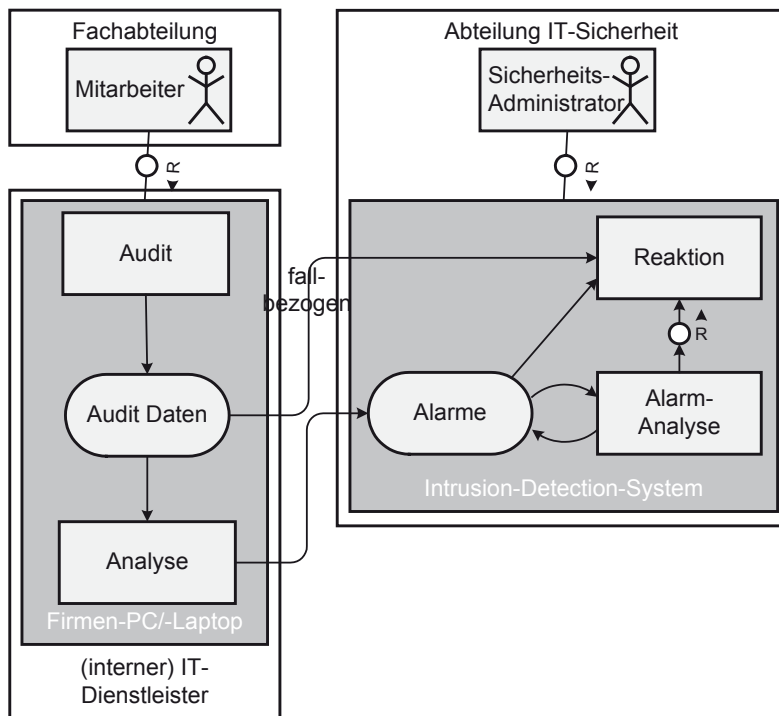 Fachabteilung
Mitarbeiter
R
Audit
Audit Daten
Analyse
Firmen-PC/-Laptop
(interner) IT-
Dienstleister
fall-
bezogen
Abteilung IT-Sicherheit
Sicherheits-
Administrator
R
Reaktion
R
Alarme
Alarm-
Analyse
Intrusion-Detection-System